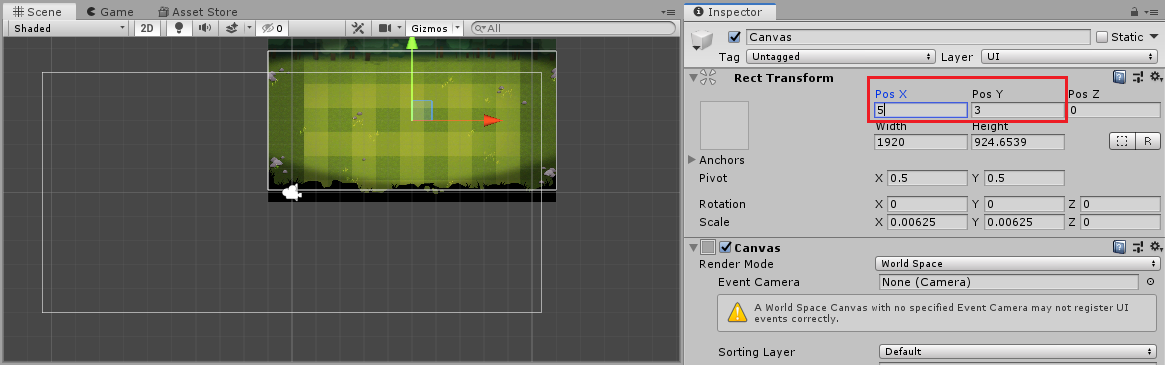 Scene Game Asset Store
Shaded 2D 0 Gizmos All
Inspector
Canvas Static
Tag Untagged Layer UI
Rect Transform
Pos X Pos Y Pos Z
5 3 0
Width Height
1920 924.6539 R
Anchors
Pivot X 0.5 Y 0.5
Rotation X 0 Y 0 Z 0
Scale X 0.00625 Y 0.00625 Z 0
Canvas
Render Mode World Space
Event Camera None (Camera)
A World Space Canvas with no specified Event Camera may not register UI
events correctly.
Sorting Layer Default